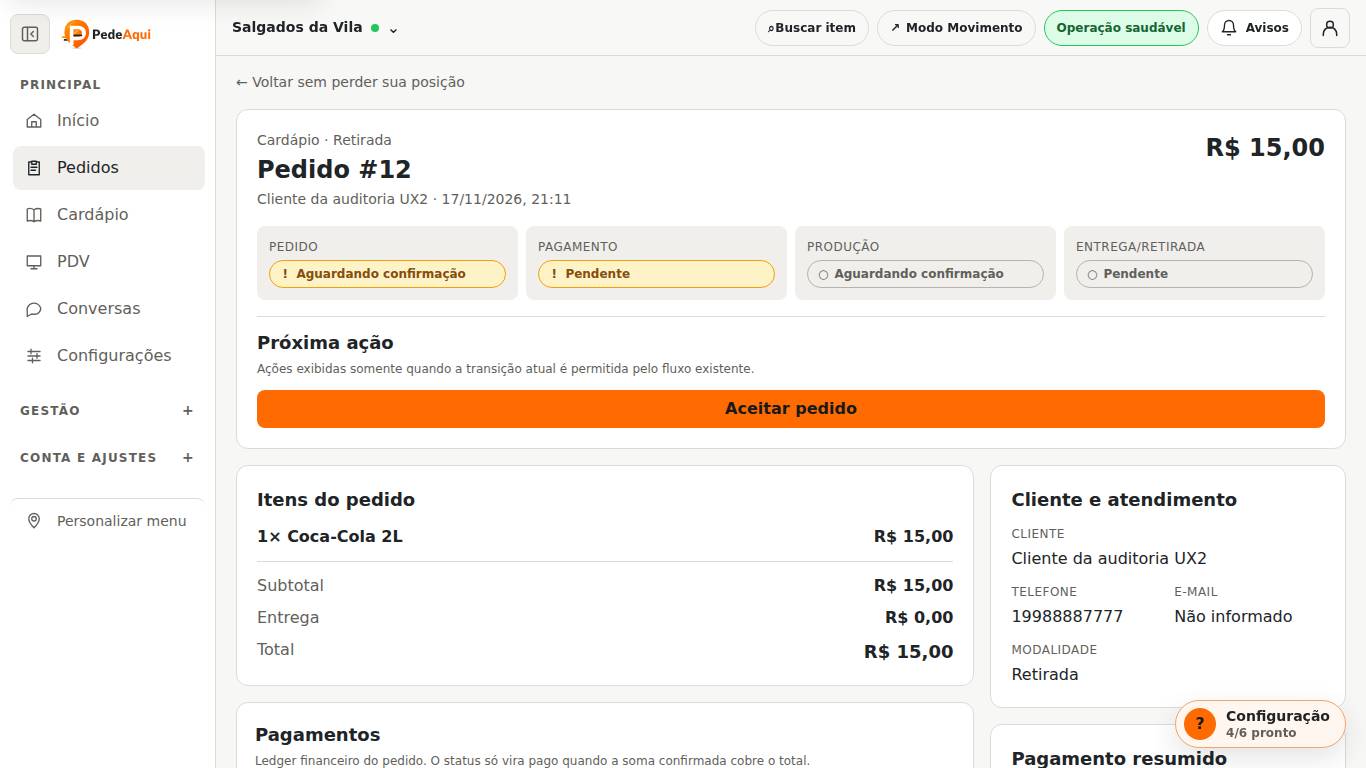 PedeAqui
Salgados da Vila
Buscar item
↗ Modo Movimento
Operação saudável
Avisos
PRINCIPAL
Início
Pedidos
Cardápio
PDV
Conversas
Configurações
GESTÃO +
CONTA E AJUSTES +
Personalizar menu
← Voltar sem perder sua posição
Cardápio · Retirada
Pedido #12
R$ 15,00
Cliente da auditoria UX2 · 17/11/2026, 21:11
PEDIDO
! Aguardando confirmação
PAGAMENTO
! Pendente
PRODUÇÃO
○ Aguardando confirmação
ENTREGA/RETIRADA
○ Pendente
Próxima ação
Ações exibidas somente quando a transição atual é permitida pelo fluxo existente.
Aceitar pedido
Itens do pedido
1× Coca-Cola 2L R$ 15,00
Subtotal R$ 15,00
Entrega R$ 0,00
Total R$ 15,00
Pagamentos
Ledger financeiro do pedido. O status só vira pago quando a soma confirmada cobre o total.
Cliente e atendimento
CLIENTE
Cliente da auditoria UX2
TELEFONE E-MAIL
19988887777 Não informado
MODALIDADE
Retirada
Pagamento resumido
? Configuração
4/6 pronto